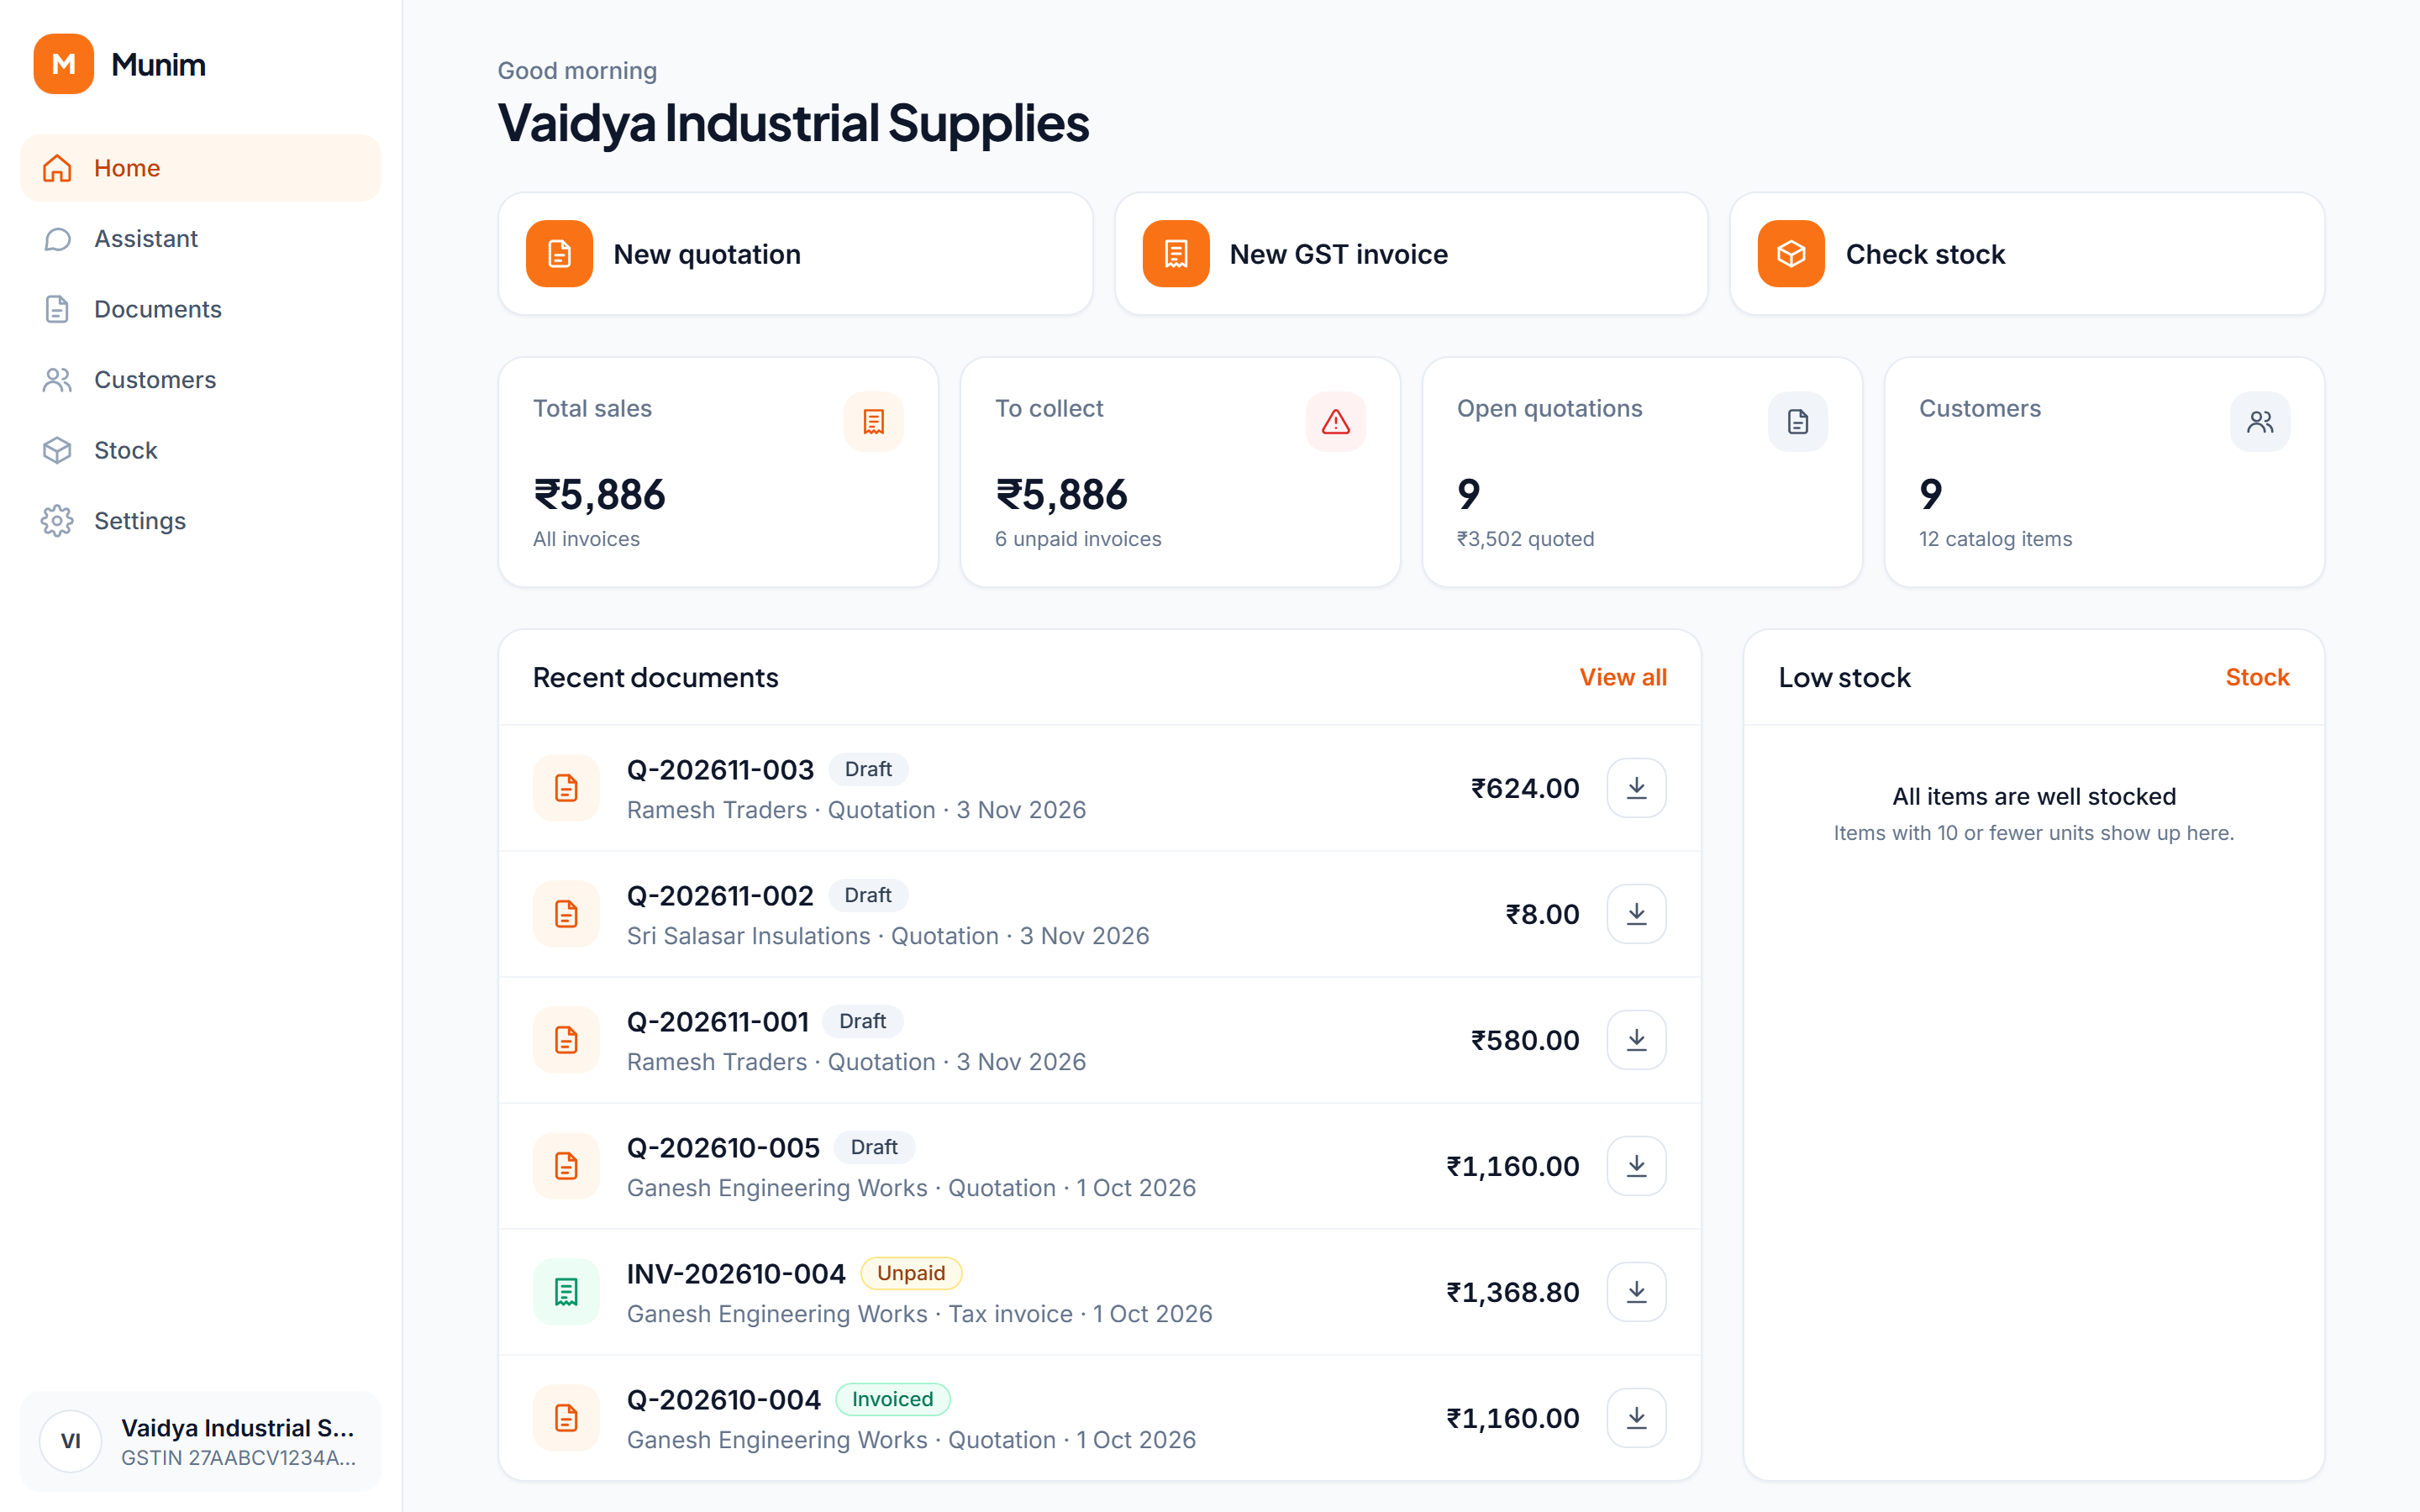 M Munim
Home
Assistant
Documents
Customers
Stock
Settings
VI
Vaidya Industrial S...
GSTIN 27AABCV1234A...
Good morning
Vaidya Industrial Supplies
New quotation
New GST invoice
Check stock
Total sales
₹5,886
All invoices
To collect
₹5,886
6 unpaid invoices
Open quotations
9
₹3,502 quoted
Customers
9
12 catalog items
Recent documents View all
Q-202611-003 Draft
Ramesh Traders · Quotation · 3 Nov 2026
₹624.00
Q-202611-002 Draft
Sri Salasar Insulations · Quotation · 3 Nov 2026
₹8.00
Q-202611-001 Draft
Ramesh Traders · Quotation · 3 Nov 2026
₹580.00
Q-202610-005 Draft
Ganesh Engineering Works · Quotation · 1 Oct 2026
₹1,160.00
INV-202610-004 Unpaid
Ganesh Engineering Works · Tax invoice · 1 Oct 2026
₹1,368.80
Q-202610-004 Invoiced
Ganesh Engineering Works · Quotation · 1 Oct 2026
₹1,160.00
Low stock Stock
All items are well stocked
Items with 10 or fewer units show up here.